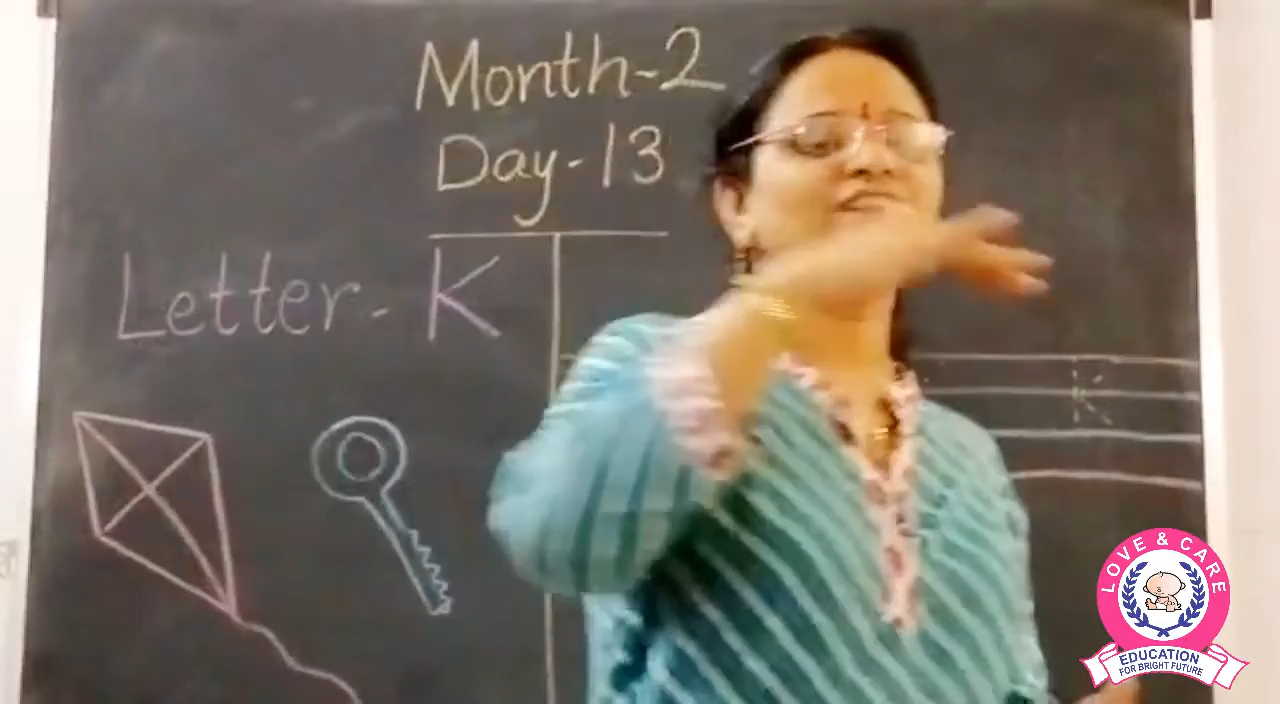 Month-2
Day-13
Letter - K
K
LOVE & CARE
EDUCATION
FOR BRIGHT FUTURE